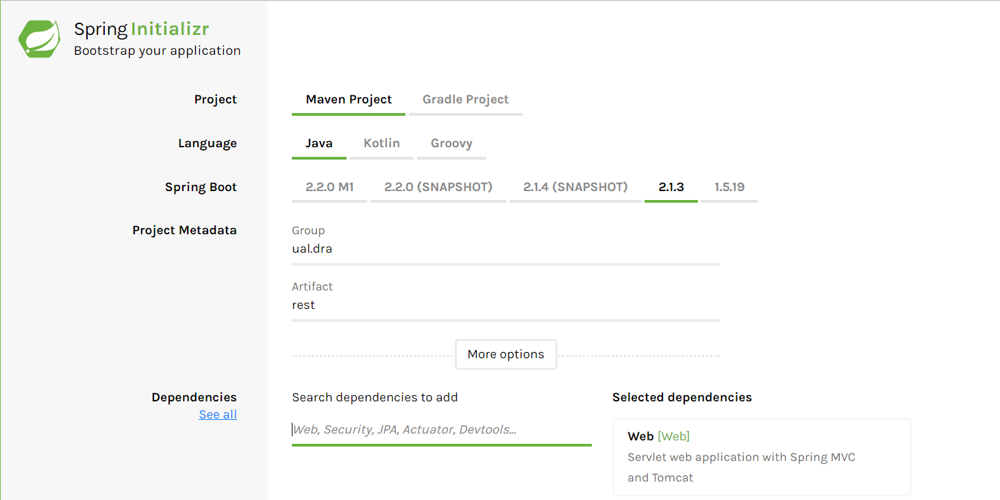 Spring Initializr
Bootstrap your application
Project
Maven Project Gradle Project
Language
Java Kotlin Groovy
Spring Boot
2.2.0 M1 2.2.0 (SNAPSHOT) 2.1.4 (SNAPSHOT) 2.1.3 1.5.19
Project Metadata
Group
ual.dra
Artifact
rest
More options
Dependencies
See all
Search dependencies to add
Web, Security, JPA, Actuator, Devtools...
Selected dependencies
Web [Web]
Servlet web application with Spring MVC
and Tomcat